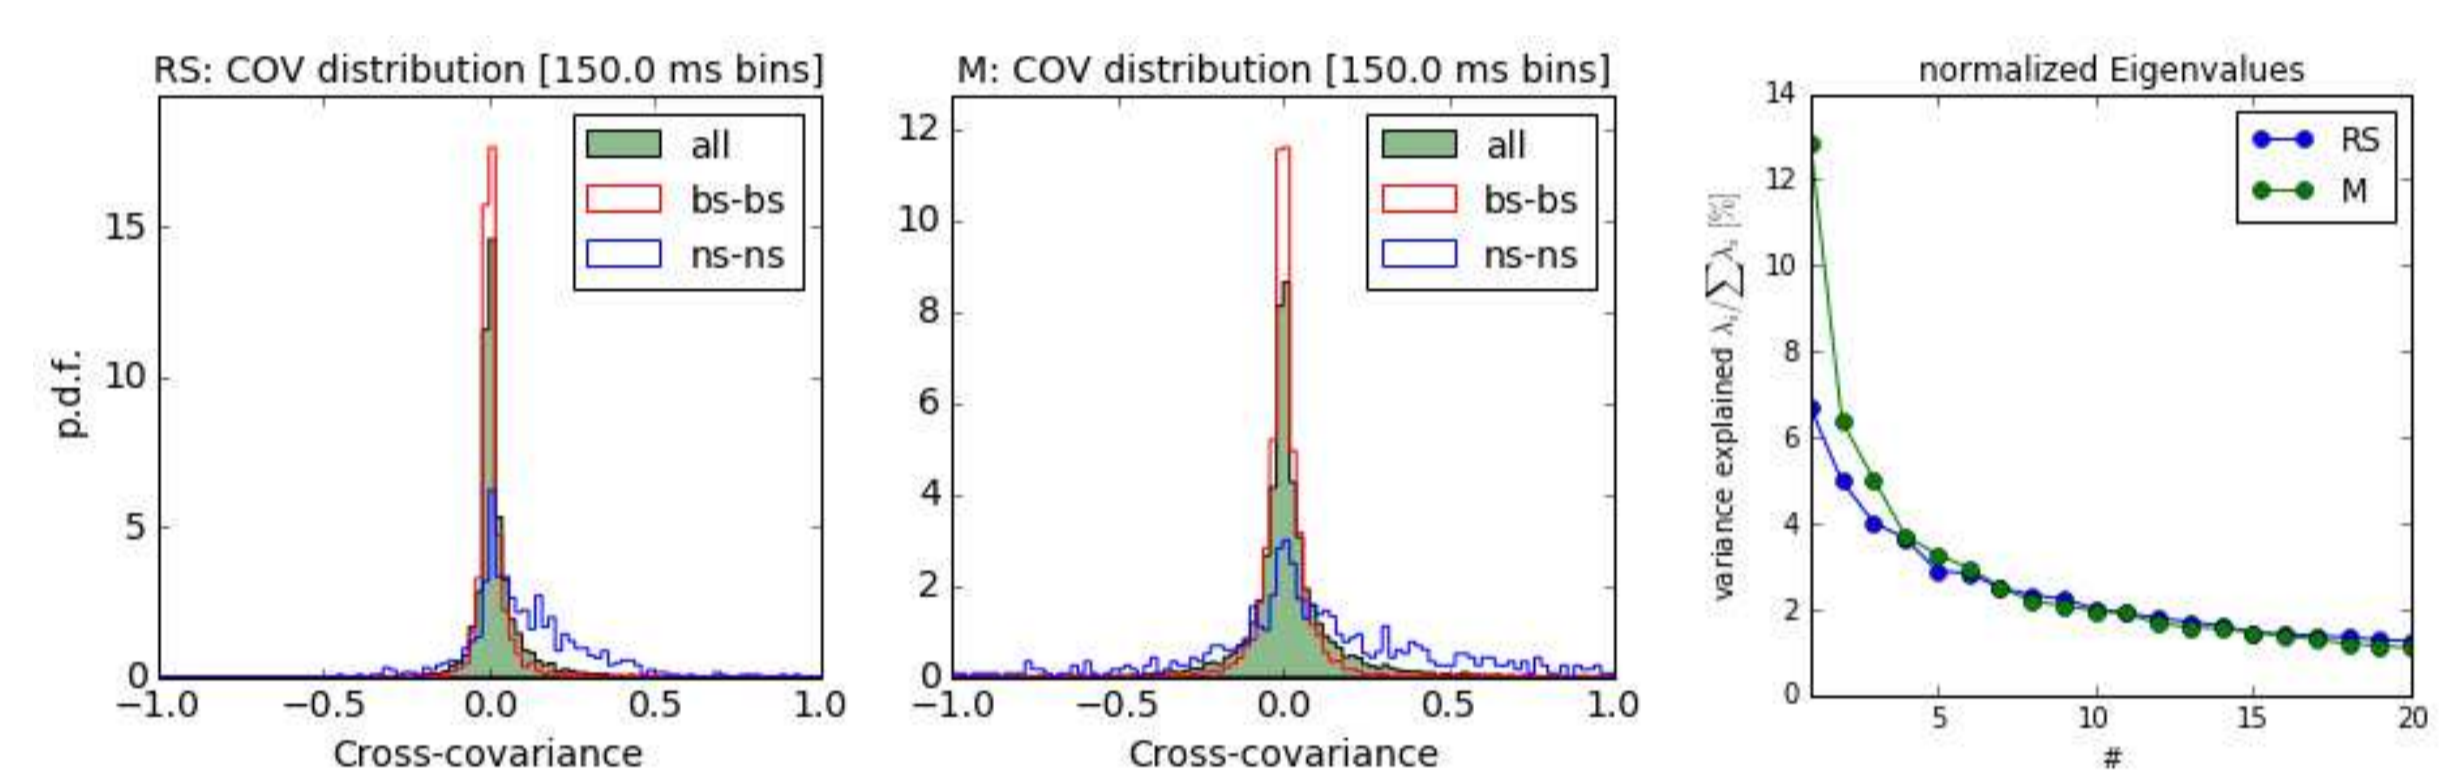 RS: COV distribution [150.0 ms bins]
p.d.f.
15
10
5
0
−1.0
−0.5
0.0
0.5
1.0
Cross-covariance
all
bs-bs
ns-ns
M: COV distribution [150.0 ms bins]
12
10
8
6
4
2
0
−1.0
−0.5
0.0
0.5
1.0
Cross-covariance
all
bs-bs
ns-ns
normalized Eigenvalues
variance explained λᵢ/∑λᵢ [%]
14
12
10
8
6
4
2
0
5
10
15
20
#
RS
M